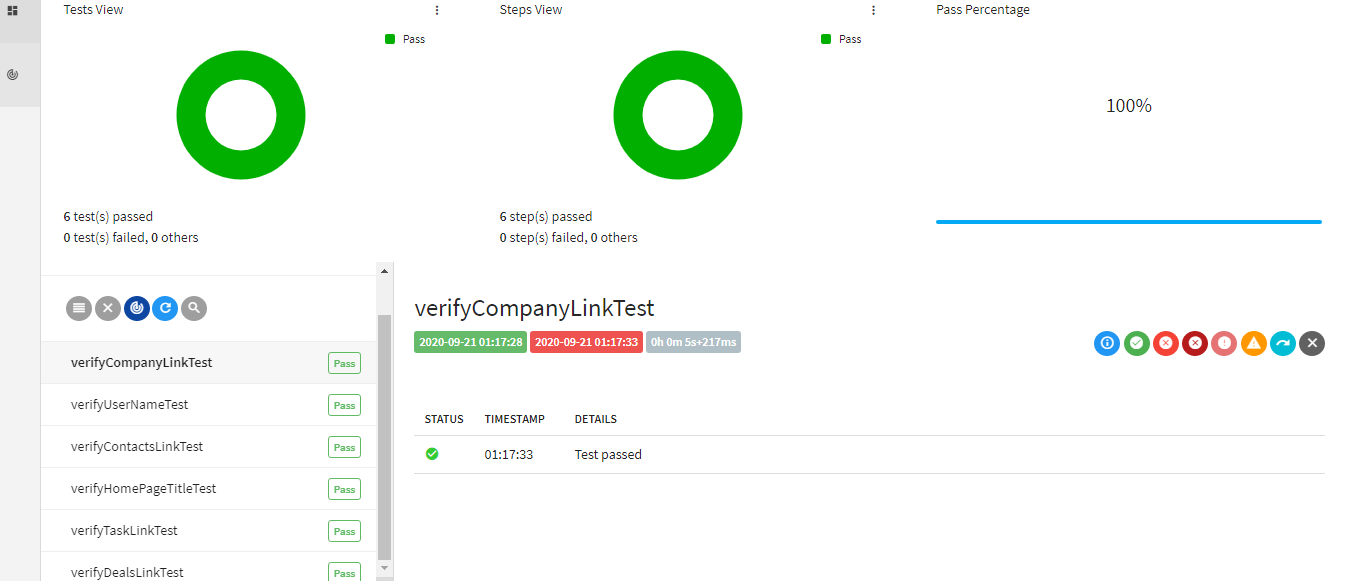 Tests View
Steps View
Pass Percentage
Pass
Pass
100%
6 test(s) passed
0 test(s) failed, 0 others
6 step(s) passed
0 step(s) failed, 0 others
verifyCompanyLinkTest
Pass
verifyUserNameTest
Pass
verifyContactsLinkTest
Pass
verifyHomePageTitleTest
Pass
verifyTaskLinkTest
Pass
verifyDealsLinkTest
Pass
verifyCompanyLinkTest
2020-09-21 01:17:28 2020-09-21 01:17:33 0h 0m 5s+217ms
STATUS TIMESTAMP DETAILS
01:17:33 Test passed